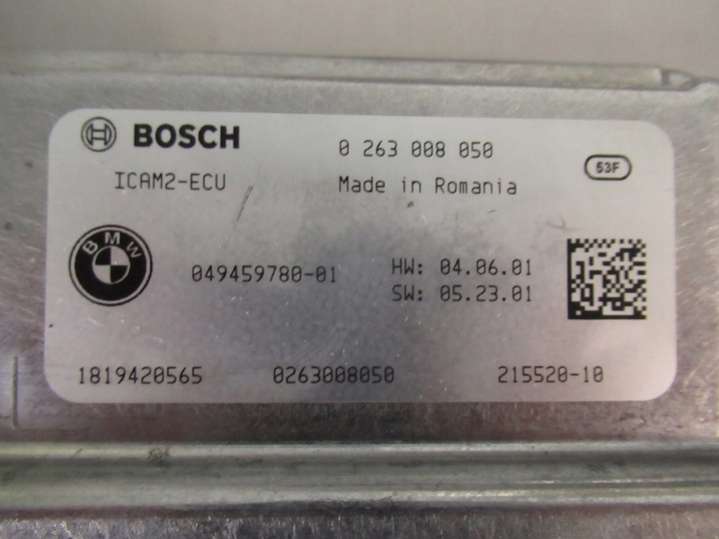 BOSCH 0 263 008 050
ICAM2-ECU Made in Romania 53F
BMW
049459780-01 HW: 04.06.01
SW: 05.23.01
1819420565 0263008050 215520-10